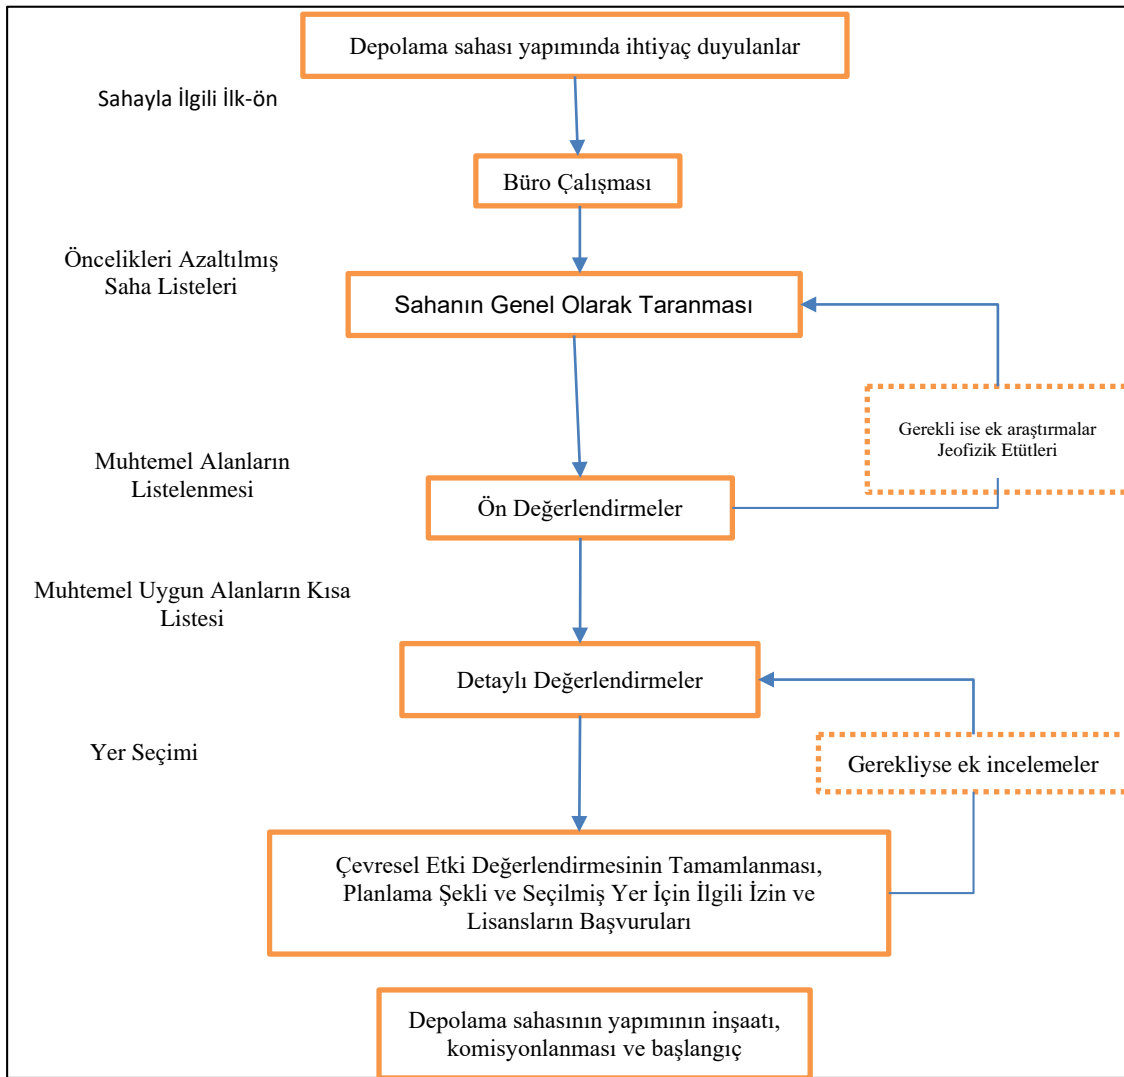 Depolama sahası yapımında ihtiyaç duyulanlar
Sahayla İlgili İlk-ön
Büro Çalışması
Öncelikleri Azaltılmış
Saha Listeleri
Sahanın Genel Olarak Taranması
Gerekli ise ek araştırmalar
Jeofizik Etütleri
Muhtemel Alanların
Listelenmesi
Ön Değerlendirmeler
Muhtemel Uygun Alanların Kısa
Listesi
Detaylı Değerlendirmeler
Yer Seçimi
Gerekliyse ek incelemeler
Çevresel Etki Değerlendirmesinin Tamamlanması,
Planlama Şekli ve Seçilmiş Yer İçin İlgili İzin ve
Lisansların Başvuruları
Depolama sahasının yapımının inşaatı,
komisyonlanması ve başlangıç